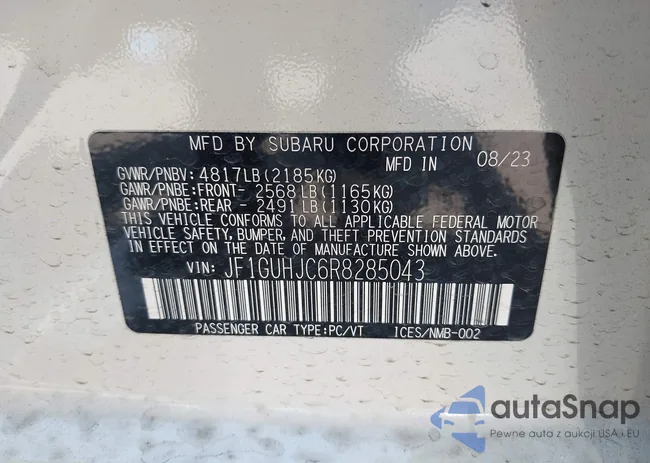 MFD BY SUBARU CORPORATION
MFD IN 08/23
GVWR/PNBV: 4817LB(2185KG)
GAWR/PNBE:FRONT- 2568LB(1165KG)
GAWR/PNBE:REAR - 2491LB(1130KG)
THIS VEHICLE CONFORMS TO ALL APPLICABLE FEDERAL MOTOR
VEHICLE SAFETY, BUMPER, AND THEFT PREVENTION STANDARDS
IN EFFECT ON THE DATE OF MANUFACTURE SHOWN ABOVE.
VIN: JF1GUHJC6R8285043
PASSENGER CAR TYPE:PC/VT ICES/NMB-002
autoSnap
Pewne auta z aukcji USA i EU